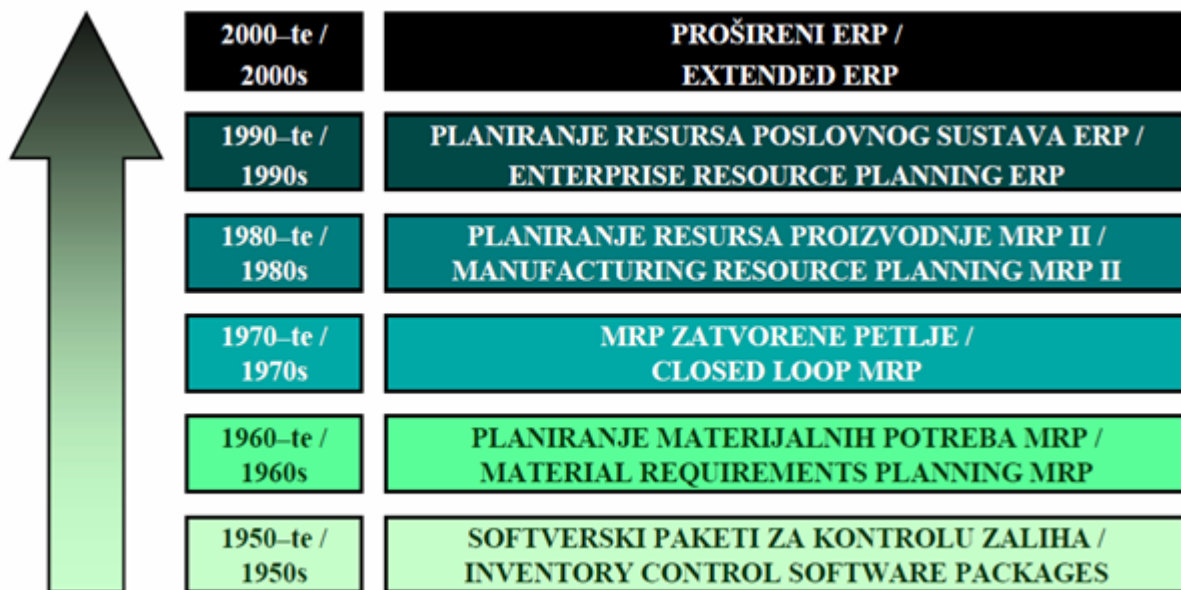 2000–te /
2000s
PROŠIRENI ERP /
EXTENDED ERP
1990–te /
1990s
PLANIRANJE RESURSA POSLOVNOG SUSTAVA ERP /
ENTERPRISE RESOURCE PLANNING ERP
1980–te /
1980s
PLANIRANJE RESURSA PROIZVODNJE MRP II /
MANUFACTURING RESOURCE PLANNING MRP II
1970–te /
1970s
MRP ZATVORENE PETLJE /
CLOSED LOOP MRP
1960–te /
1960s
PLANIRANJE MATERIJALNIH POTREBA MRP /
MATERIAL REQUIREMENTS PLANNING MRP
1950–te /
1950s
SOFTVERSKI PAKETI ZA KONTROLU ZALIHA /
INVENTORY CONTROL SOFTWARE PACKAGES